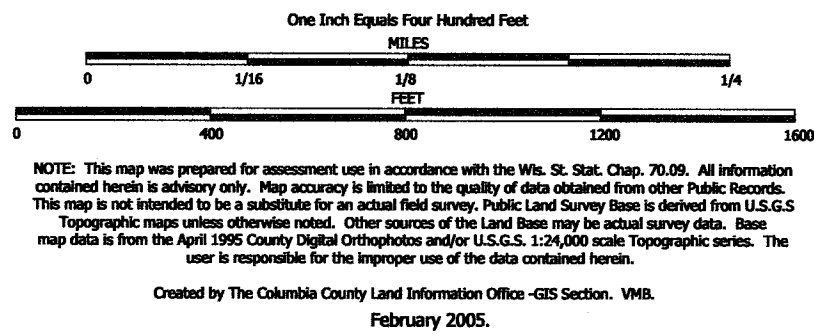 One Inch Equals Four Hundred Feet
MILES
0 1/16 1/8 1/4
FEET
0 400 800 1200 1600
NOTE: This map was prepared for assessment use in accordance with the Wis. St. Stat. Chap. 70.09. All information
contained herein is advisory only. Map accuracy is limited to the quality of data obtained from other Public Records.
This map is not intended to be a substitute for an actual field survey. Public Land Survey Base is derived from U.S.G.S
Topographic maps unless otherwise noted. Other sources of the Land Base may be actual survey data. Base
map data is from the April 1995 County Digital Orthophotos and/or U.S.G.S. 1:24,000 scale Topographic series. The
user is responsible for the improper use of the data contained herein.
Created by The Columbia County Land Information Office -GIS Section. VMB.
February 2005.